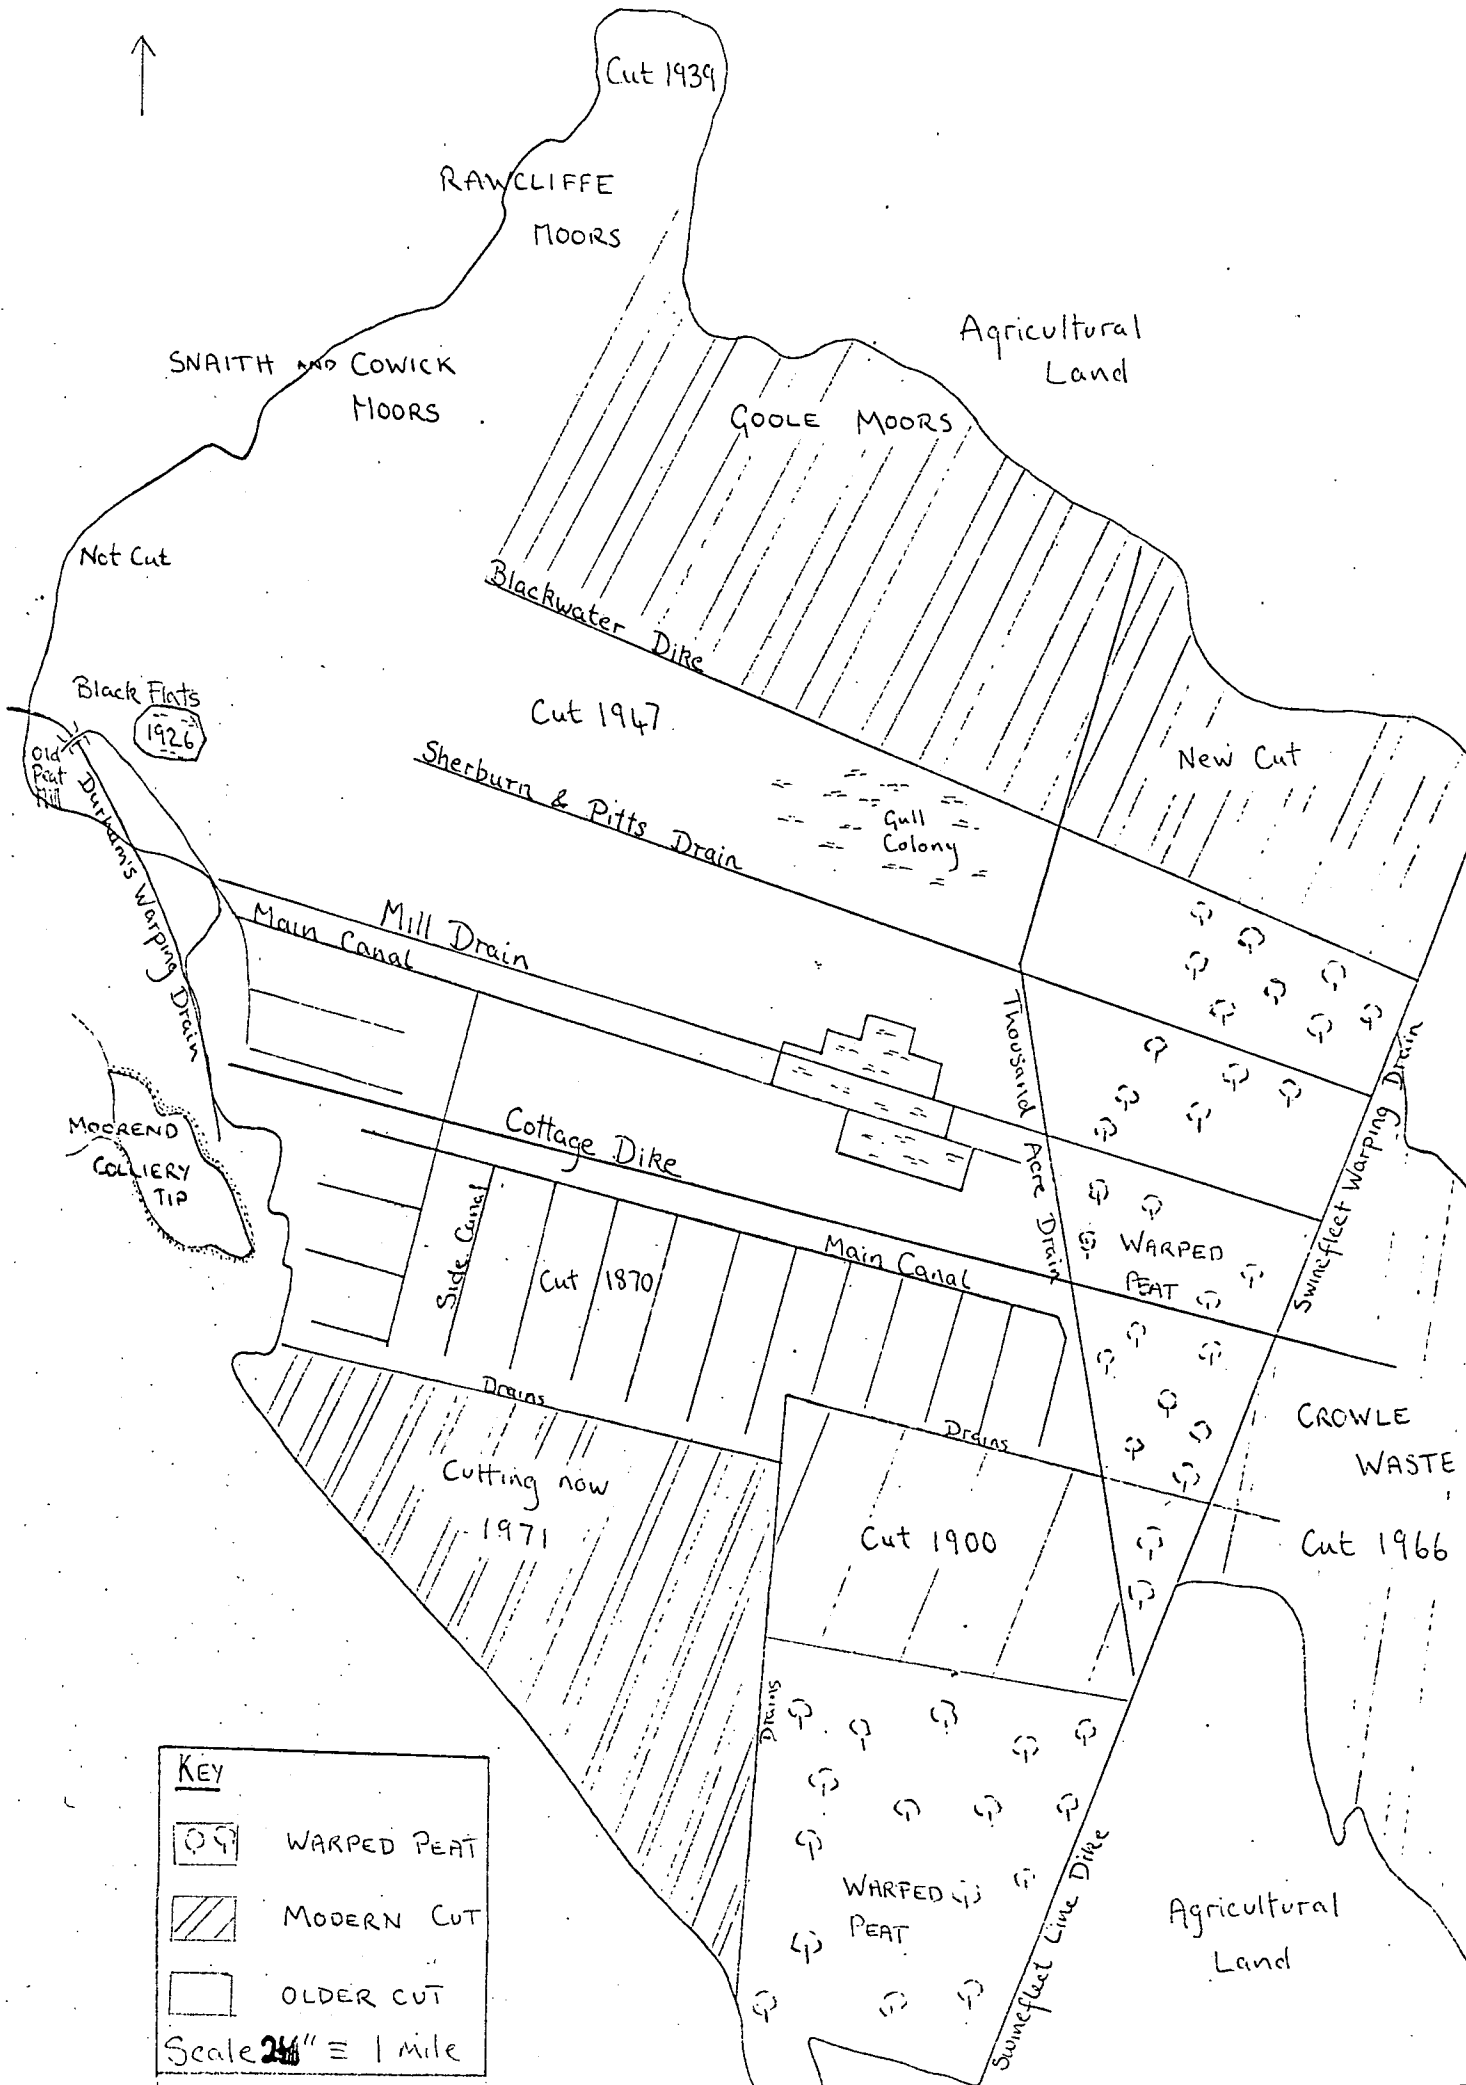 Cut 1939
RAWCLIFFE
MOORS
SNAITH AND COWICK
MOORS
Agricultural
Land
GOOLE MOORS
Not Cut
Blackwater Dike
Black Flats
1926
Cut 1947
Old
Peat
Mill
Durham's Warping Drain
Sherburn & Pitts Drain
Gull
Colony
New Cut
Mill Drain
Main Canal
Thousand Acre Drain
Swinefleet Warping Drain
MOOREND
COLLIERY
TIP
Cottage Dike
Side Canal
Main Canal
WARPED
PEAT
Cut 1870
Drains
Drains
CROWLE
WASTE
Cutting now
1971
Cut 1900
Cut 1966
Drains
WARPED
PEAT
Swinefleet Line Dike
Agricultural
Land
KEY
WARPED PEAT
MODERN CUT
OLDER CUT
Scale " ≡ 1 Mile